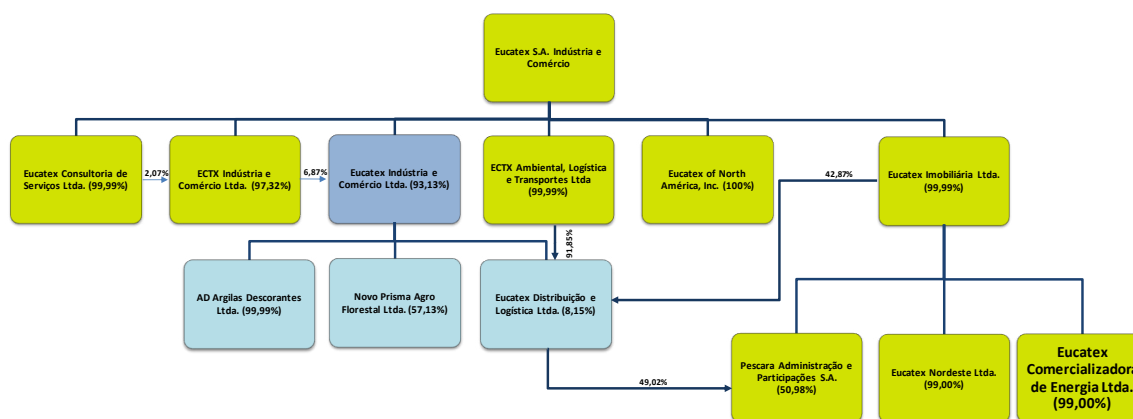 Eucatex S.A. Indústria e
Comércio
Eucatex Consultoria de
Serviços Ltda. (99,99%)
2,07%
ECTX Indústria e
Comércio Ltda. (97,32%)
6,87%
Eucatex Indústria e
Comércio Ltda. (93,13%)
ECTX Ambiental, Logística
e Transportes Ltda
(99,99%)
Eucatex of North
América, Inc. (100%)
42,87%
Eucatex Imobiliária Ltda.
(99,99%)
91,85%
AD Argilas Descorantes
Ltda. (99,99%)
Novo Prisma Agro
Florestal Ltda. (57,13%)
Eucatex Distribuição e
Logística Ltda. (8,15%)
49,02%
Pescara Administração e
Participações S.A.
(50,98%)
Eucatex Nordeste Ltda.
(99,00%)
Eucatex
Comercializadora
de Energia Ltda.
(99,00%)